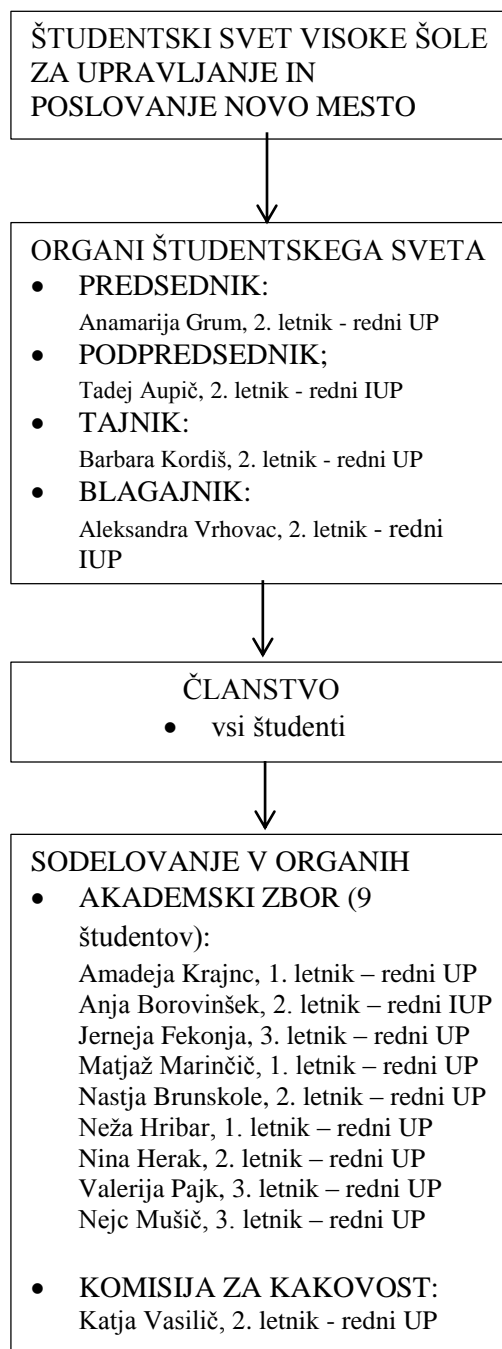 ŠTUDENTSKI SVET VISOKE ŠOLE
ZA UPRAVLJANJE IN
POSLOVANJE NOVO MESTO
ORGANI ŠTUDENTSKEGA SVETA
• PREDSEDNIK:
Anamarija Grum, 2. letnik - redni UP
• PODPREDSEDNIK;
Tadej Aupič, 2. letnik - redni IUP
• TAJNIK:
Barbara Kordiš, 2. letnik - redni UP
• BLAGAJNIK:
Aleksandra Vrhovac, 2. letnik - redni
IUP
ČLANSTVO
• vsi študenti
SODELOVANJE V ORGANIH
• AKADEMSKI ZBOR (9
študentov):
Amadeja Krajnc, 1. letnik – redni UP
Anja Borovinšek, 2. letnik – redni IUP
Jerneja Fekonja, 3. letnik – redni UP
Matjaž Marinčič, 1. letnik – redni UP
Nastja Brunskole, 2. letnik – redni UP
Neža Hribar, 1. letnik – redni UP
Nina Herak, 2. letnik – redni UP
Valerija Pajk, 3. letnik – redni UP
Nejc Mušič, 3. letnik – redni UP
• KOMISIJA ZA KAKOVOST:
Katja Vasilič, 2. letnik - redni UP